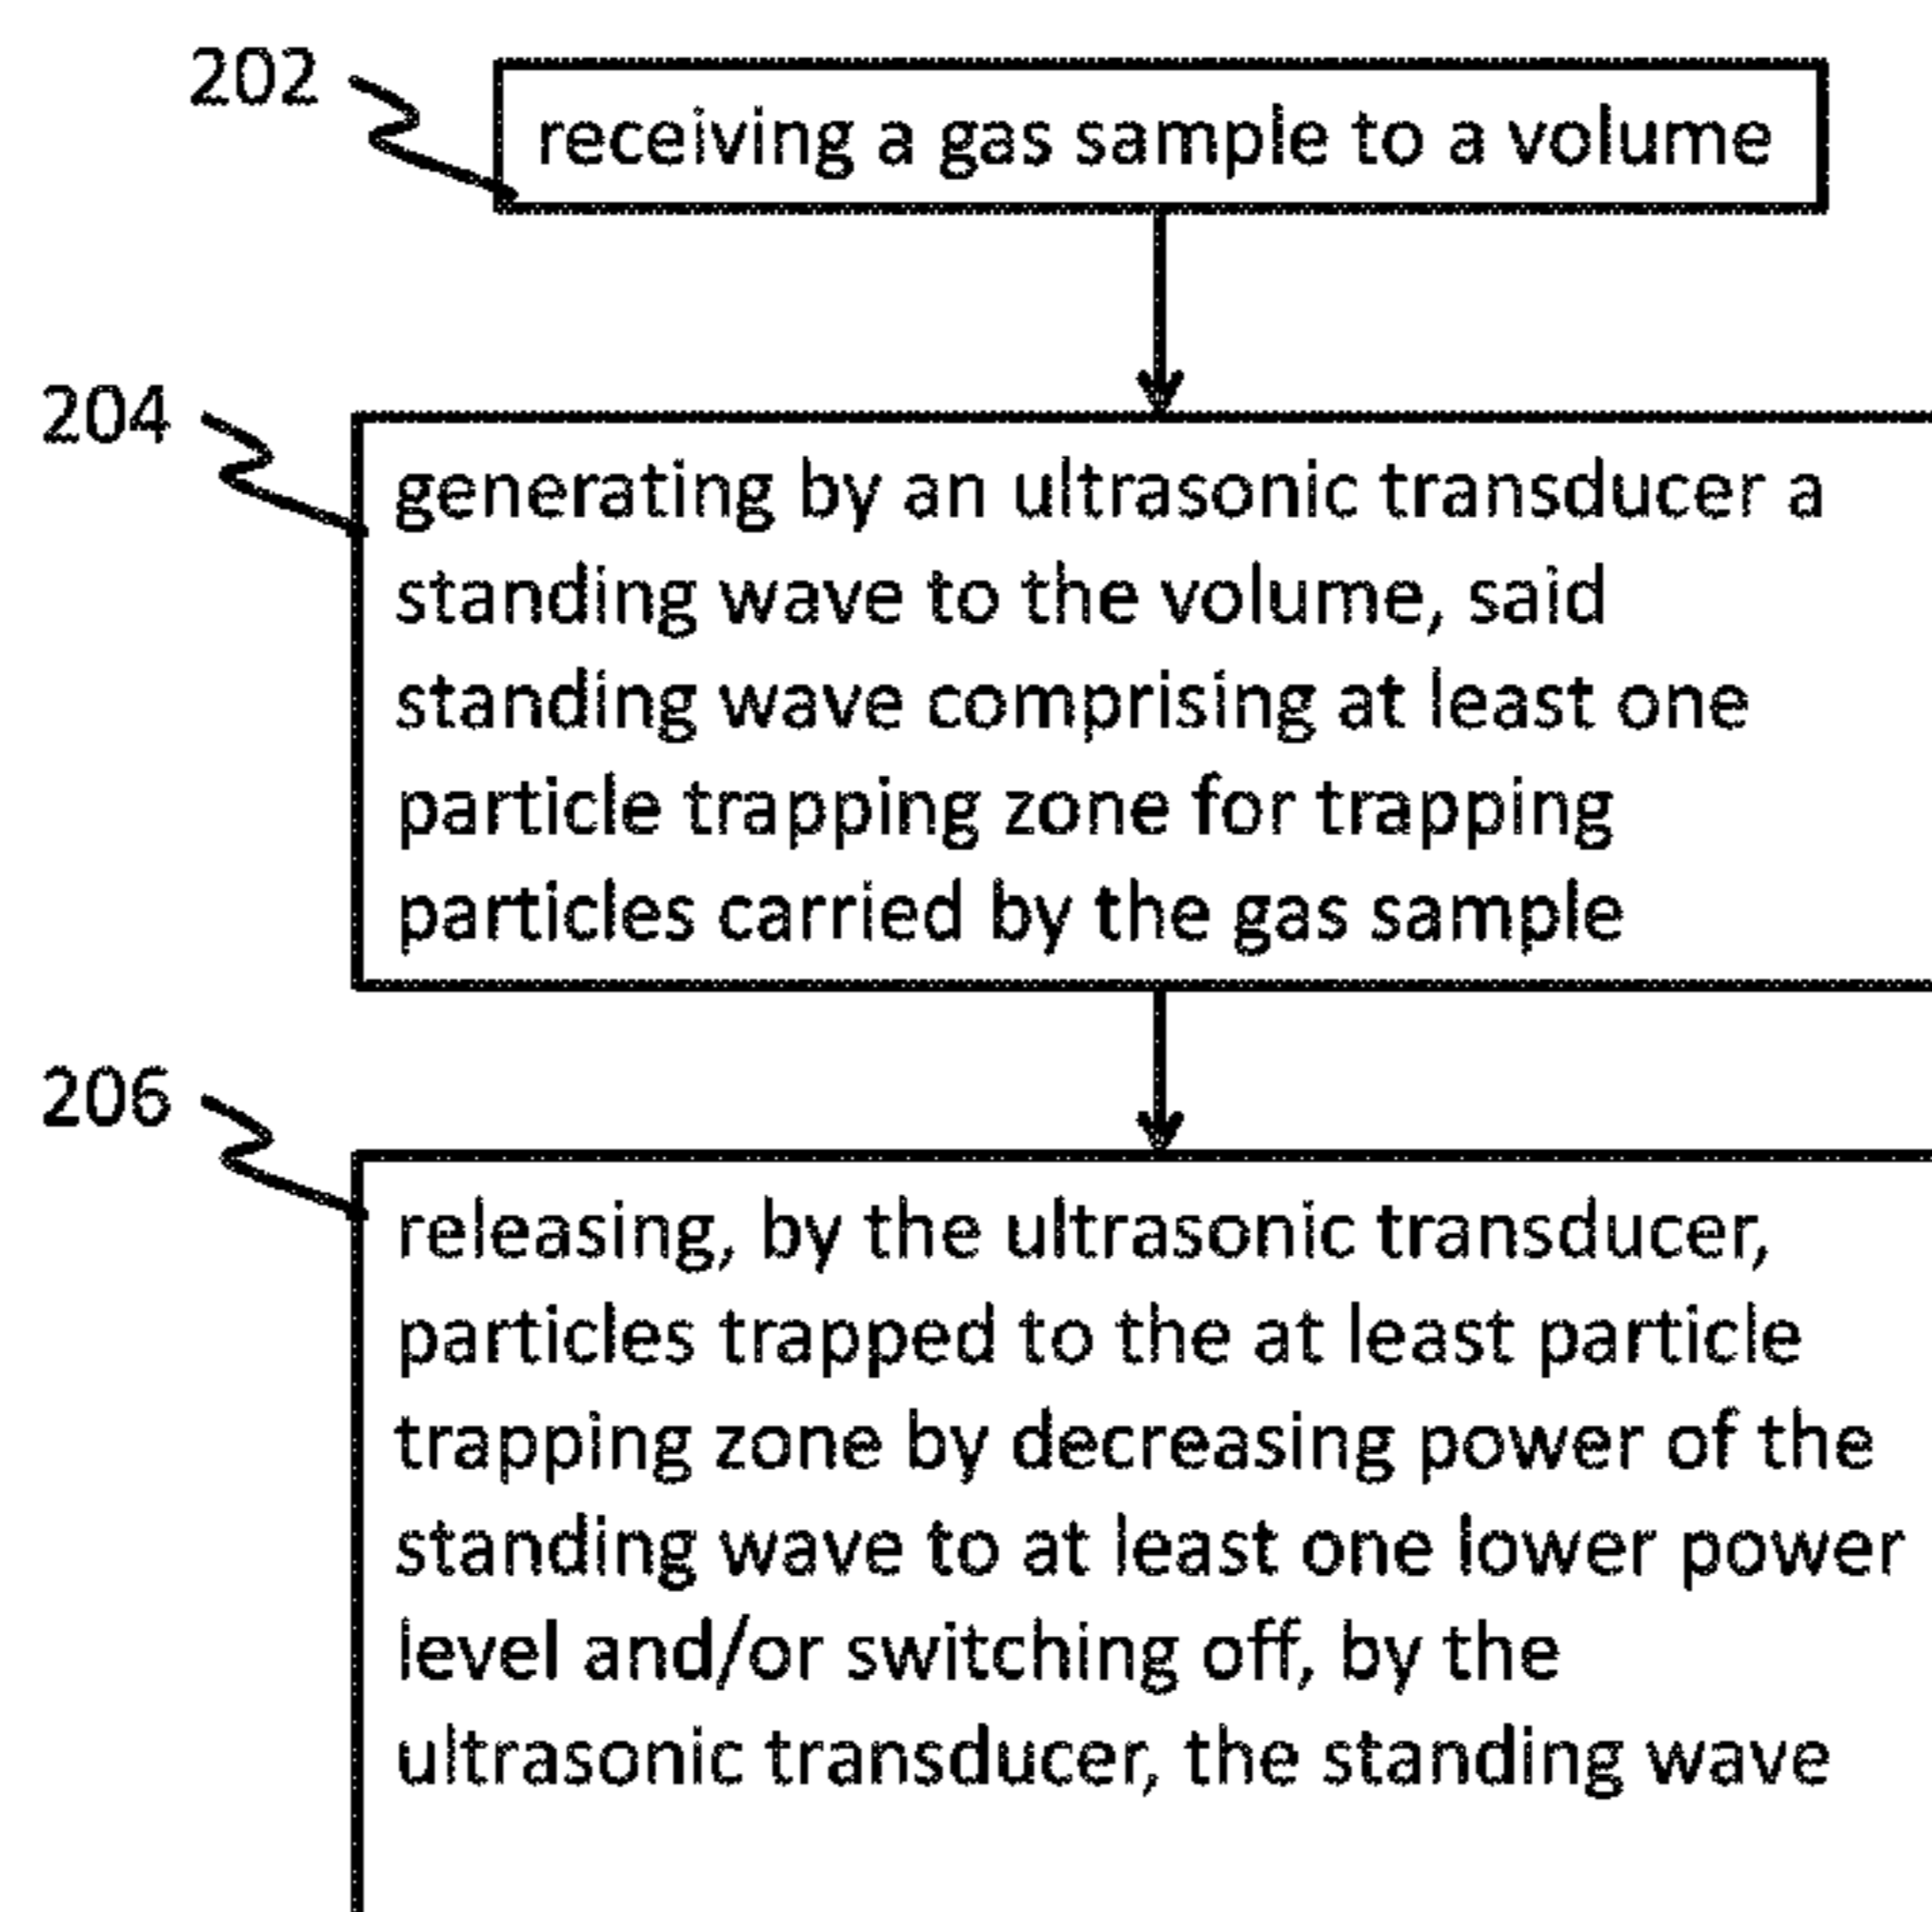 202
receiving a gas sample to a volume
204
generating by an ultrasonic transducer a
standing wave to the volume, said
standing wave comprising at least one
particle trapping zone for trapping
particles carried by the gas sample
206
releasing, by the ultrasonic transducer,
particles trapped to the at least particle
trapping zone by decreasing power of the
standing wave to at least one lower power
level and/or switching off, by the
ultrasonic transducer, the standing wave